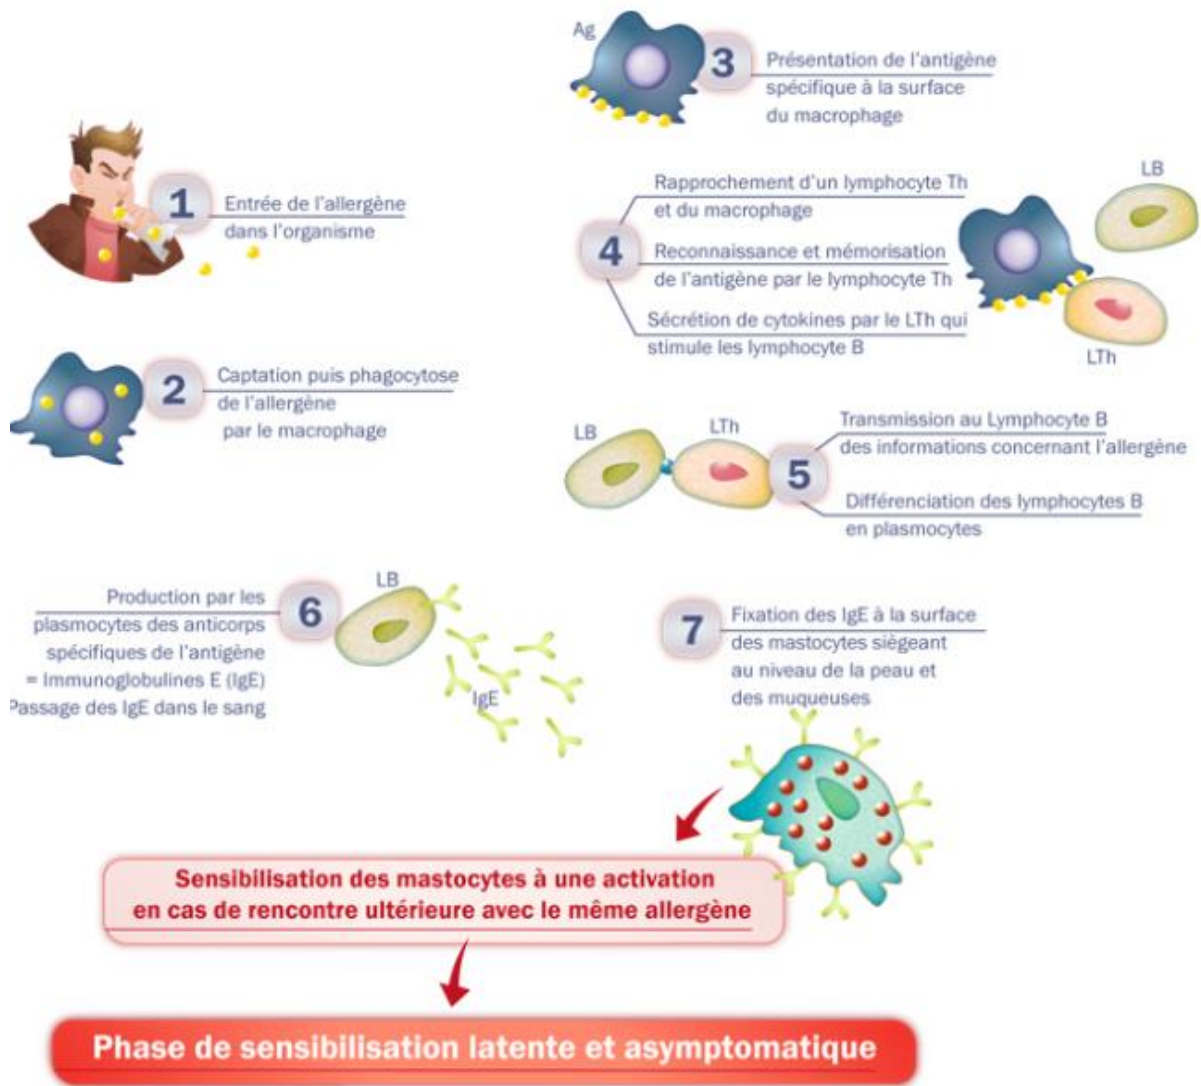 1
Entrée de l'allergène
dans l'organisme
2
Captation puis phagocytose
de l'allergène
par le macrophage
Ag
3
Présentation de l'antigène
spécifique à la surface
du macrophage
4
Rapprochement d'un lymphocyte Th
et du macrophage
Reconnaissance et mémorisation
de l'antigène par le lymphocyte Th
Sécrétion de cytokines par le LTh qui
stimule les lymphocyte B
LB
LTh
LB
LTh
5
Transmission au Lymphocyte B
des informations concernant l'allergène
Différenciation des lymphocytes B
en plasmocytes
6
Production par les
plasmocytes des anticorps
spécifiques de l'antigène
= Immunoglobulines E (IgE)
Passage des IgE dans le sang
LB
IgE
7
Fixation des IgE à la surface
des mastocytes siégeant
au niveau de la peau et
des muqueuses
Sensibilisation des mastocytes à une activation
en cas de rencontre ultérieure avec le même allergène
Phase de sensibilisation latente et asymptomatique